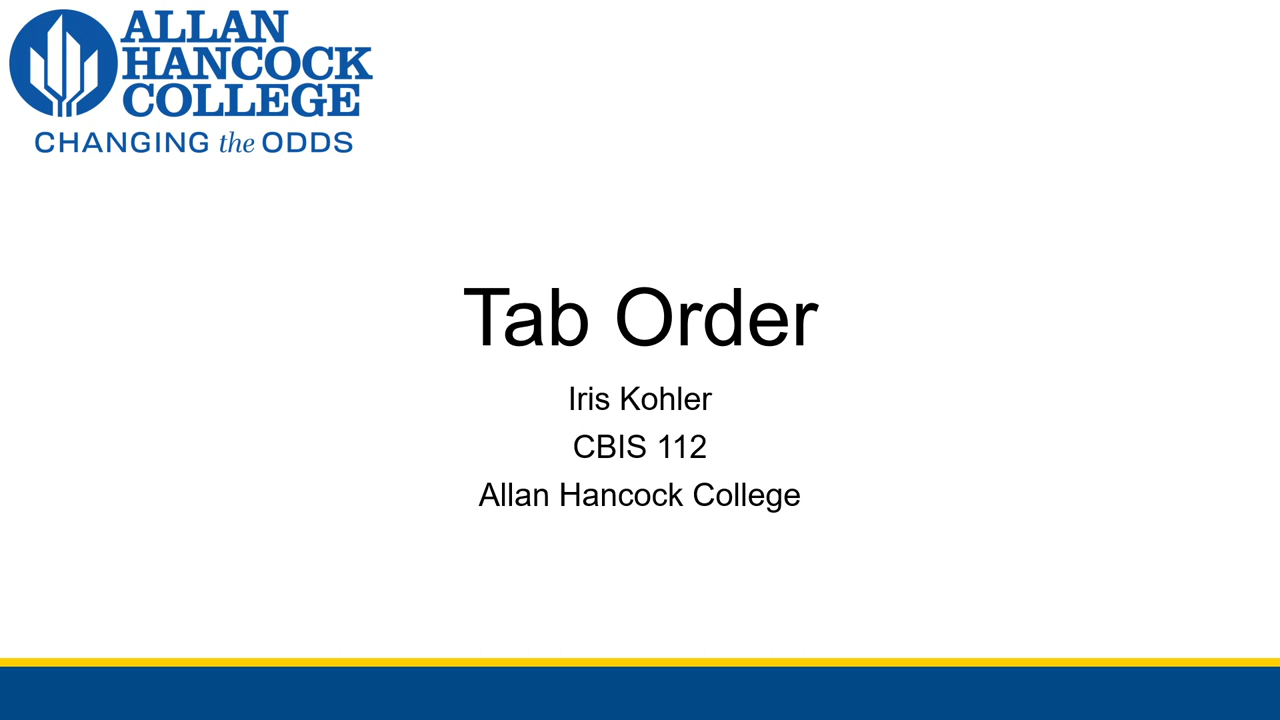 ALLAN
HANCOCK
COLLEGE
CHANGING the ODDS
Tab Order
Iris Kohler
CBIS 112
Allan Hancock College